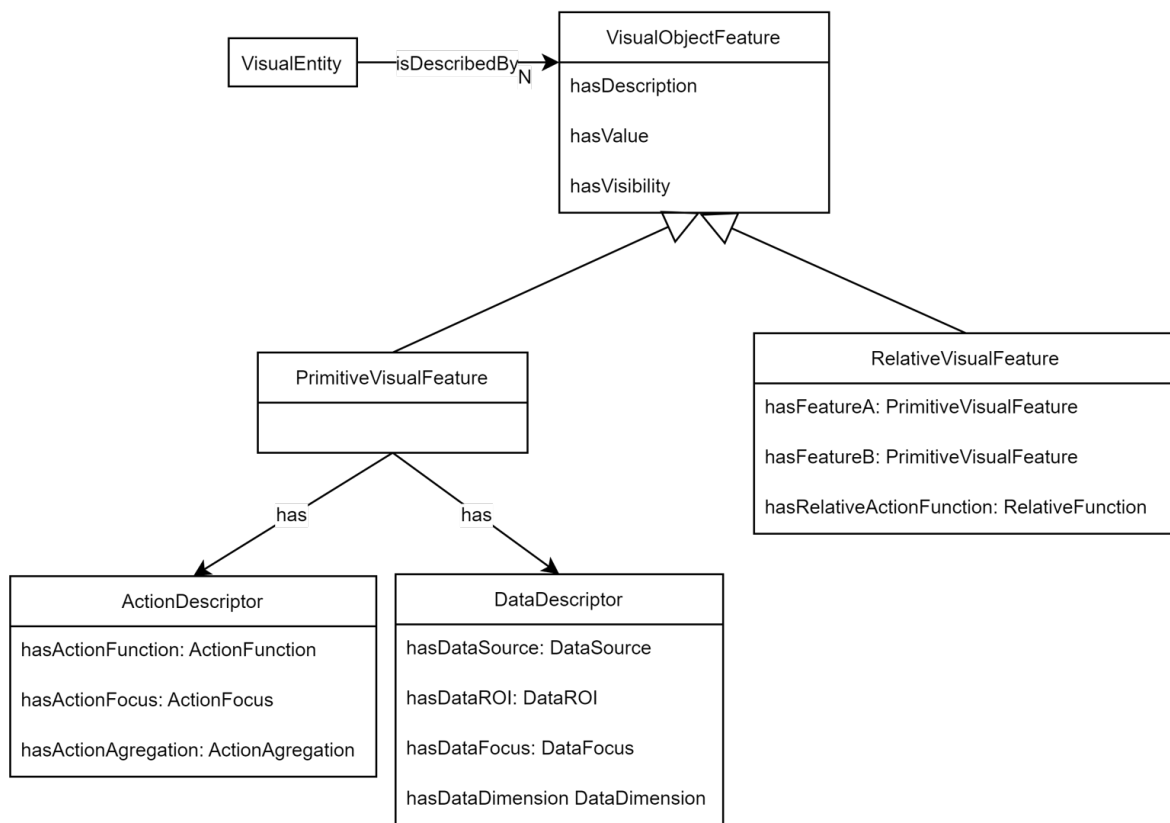 VisualEntity
isDescribedBy
N
VisualObjectFeature
hasDescription
hasValue
hasVisibility
PrimitiveVisualFeature
RelativeVisualFeature
hasFeatureA: PrimitiveVisualFeature
hasFeatureB: PrimitiveVisualFeature
hasRelativeActionFunction: RelativeFunction
has
has
ActionDescriptor
hasActionFunction: ActionFunction
hasActionFocus: ActionFocus
hasActionAgregation: ActionAgregation
DataDescriptor
hasDataSource: DataSource
hasDataROI: DataROI
hasDataFocus: DataFocus
hasDataDimension DataDimension